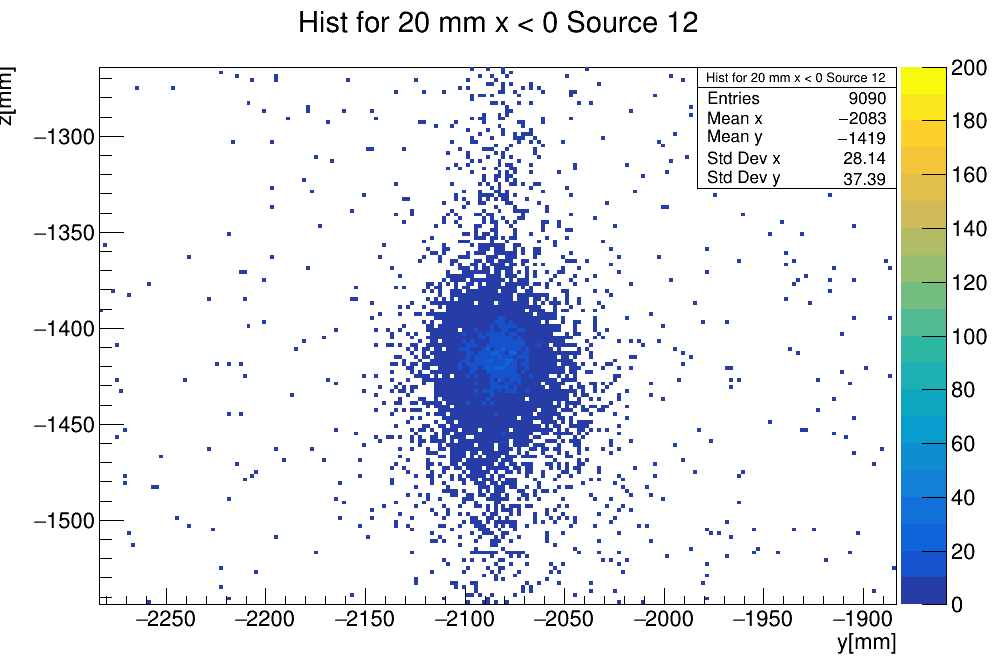 Hist for 20 mm x < 0 Source 12
z[mm]
Hist for 20 mm x < 0 Source 12
Entries 9090
Mean x −2083
Mean y −1419
Std Dev x 28.14
Std Dev y 37.39
−1300
−1350
−1400
−1450
−1500
200
180
160
140
120
100
80
60
40
20
0
−2250 −2200 −2150 −2100 −2050 −2000 −1950 −1900
y[mm]